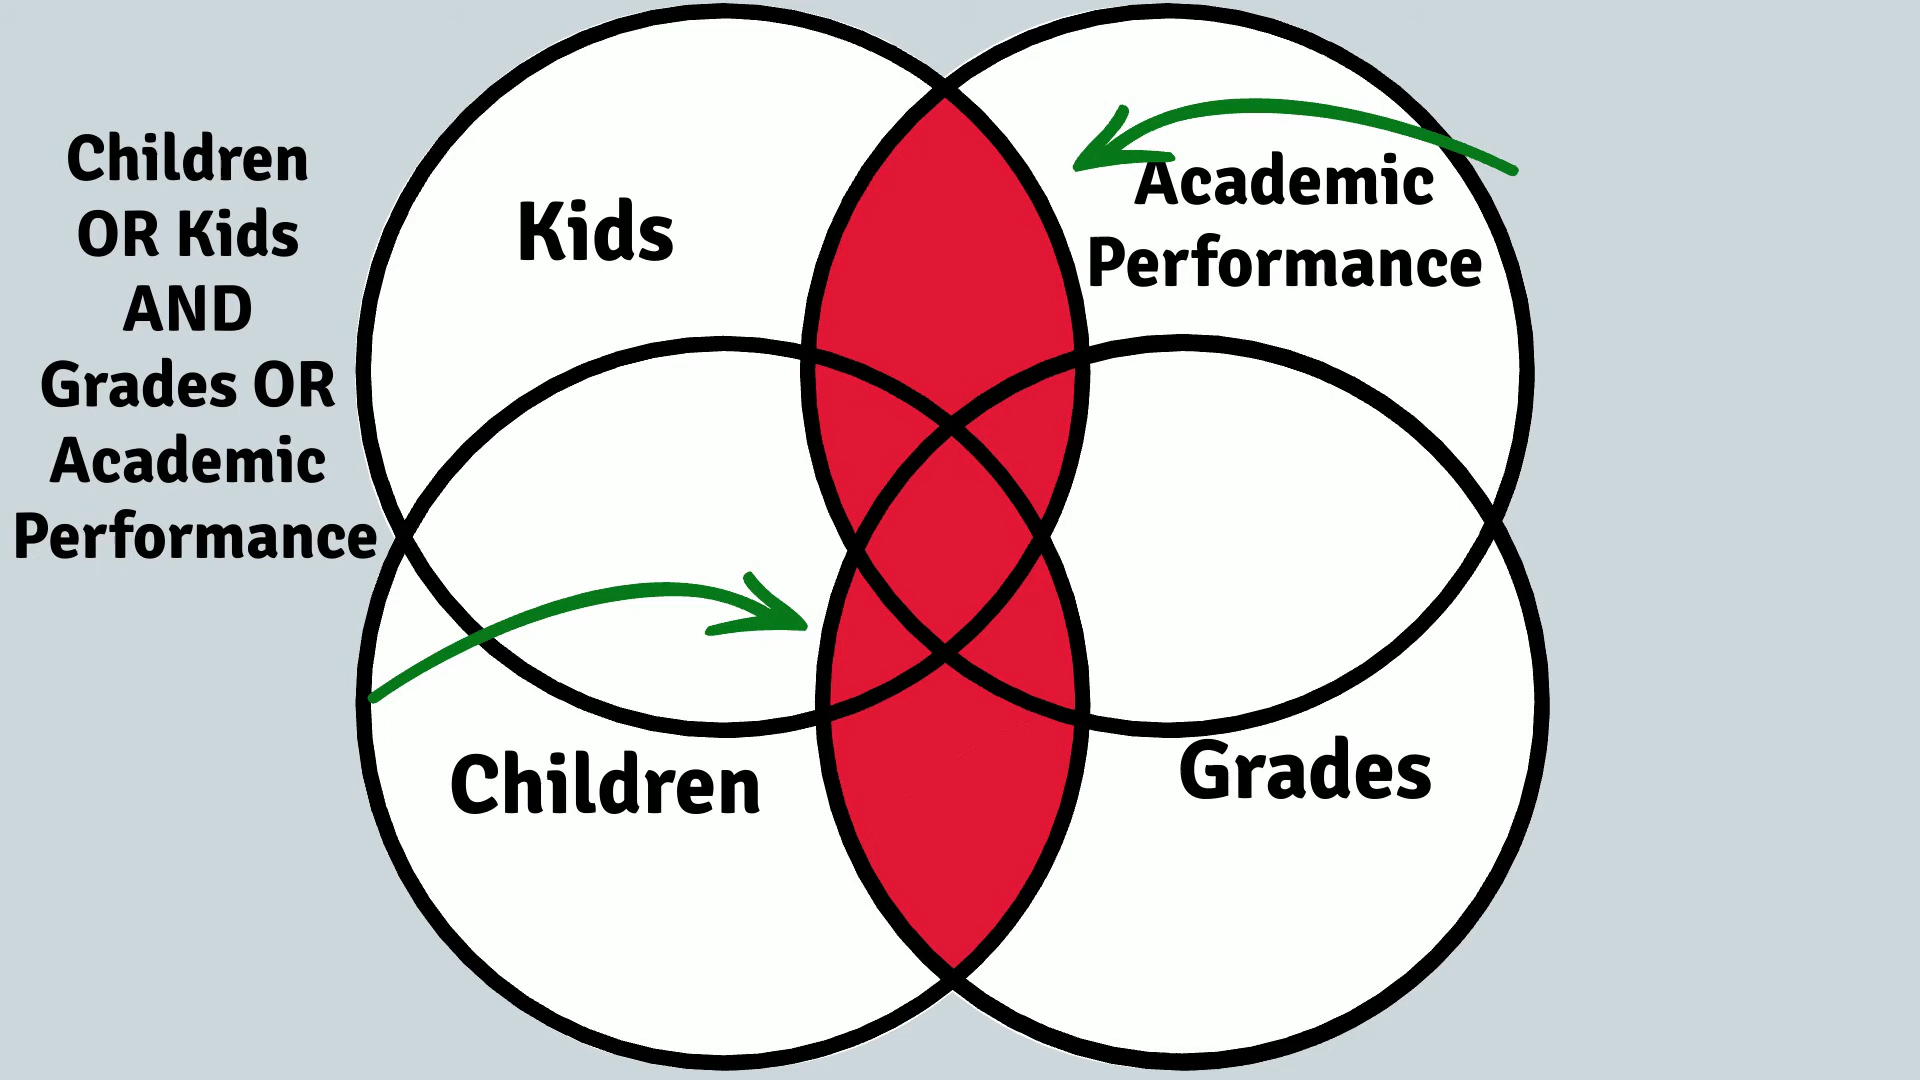 Children
OR Kids
AND
Grades OR
Academic
Performance
Kids
Academic
Performance
Children
Grades